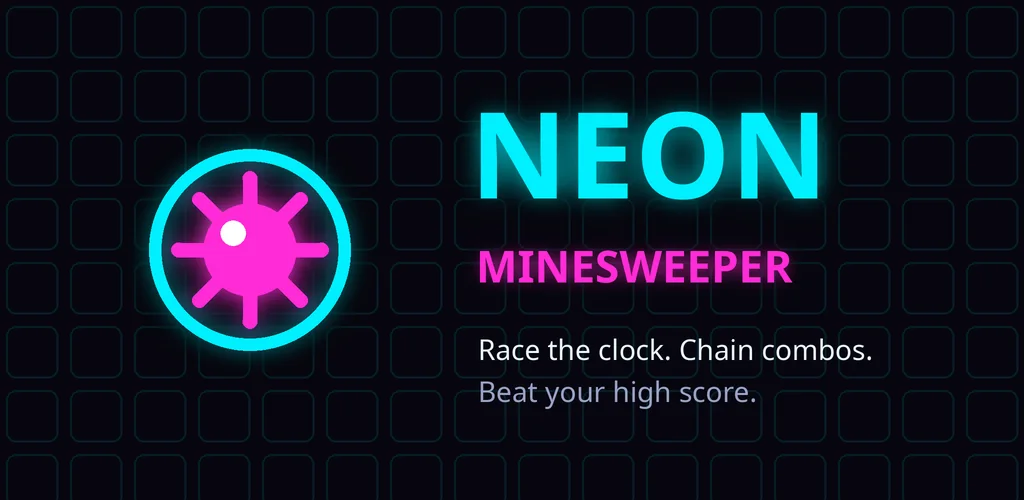 NEON
MINESWEEPER
Race the clock. Chain combos.
Beat your high score.